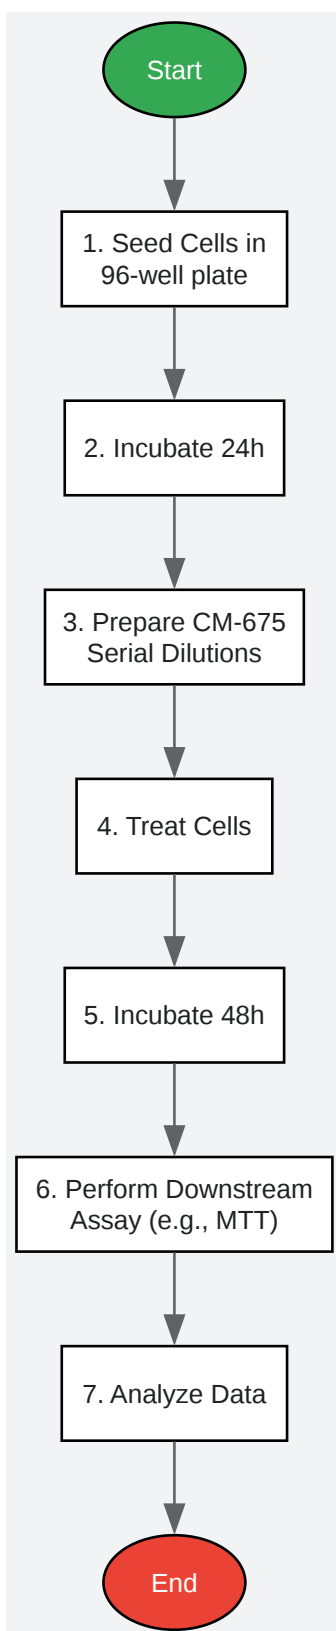 Start
1. Seed Cells in
96-well plate
2. Incubate 24h
3. Prepare CM-675
Serial Dilutions
4. Treat Cells
5. Incubate 48h
6. Perform Downstream
Assay (e.g., MTT)
7. Analyze Data
End